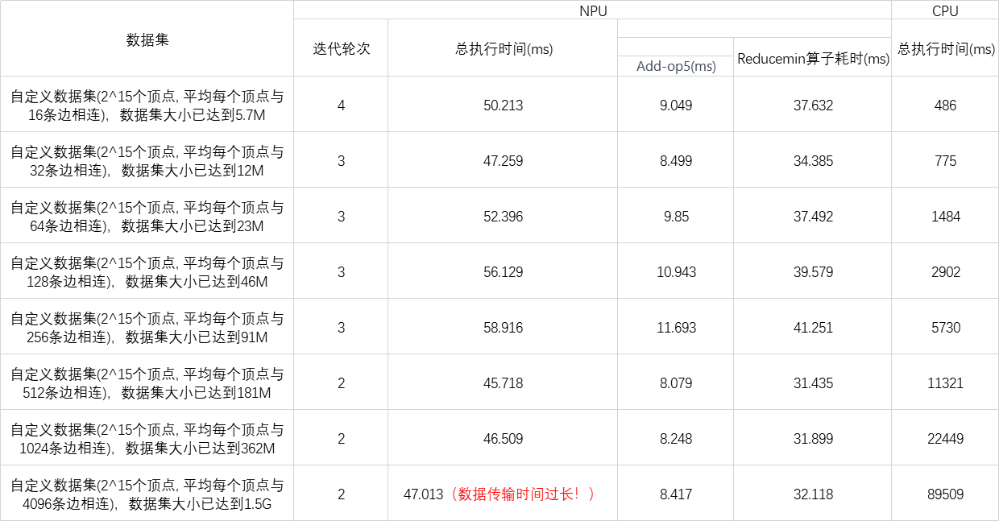 NPU
CPU
数据集
迭代轮次
总执行时间(ms)
Add-op5(ms)
Reducemin算子耗时(ms)
总执行时间(ms)
自定义数据集(2^15个顶点, 平均每个顶点与
16条边相连)，数据集大小已达到5.7M
4
50.213
9.049
37.632
486
自定义数据集(2^15个顶点, 平均每个顶点与
32条边相连)，数据集大小已达到12M
3
47.259
8.499
34.385
775
自定义数据集(2^15个顶点, 平均每个顶点与
64条边相连)，数据集大小已达到23M
3
52.396
9.85
37.492
1484
自定义数据集(2^15个顶点, 平均每个顶点与
128条边相连)，数据集大小已达到46M
3
56.129
10.943
39.579
2902
自定义数据集(2^15个顶点, 平均每个顶点与
256条边相连)，数据集大小已达到91M
3
58.916
11.693
41.251
5730
自定义数据集(2^15个顶点, 平均每个顶点与
512条边相连)，数据集大小已达到181M
2
45.718
8.079
31.435
11321
自定义数据集(2^15个顶点, 平均每个顶点与
1024条边相连)，数据集大小已达到362M
2
46.509
8.248
31.899
22449
自定义数据集(2^15个顶点, 平均每个顶点与
4096条边相连)，数据集大小已达到1.5G
2
47.013（数据传输时间过长！）
8.417
32.118
89509